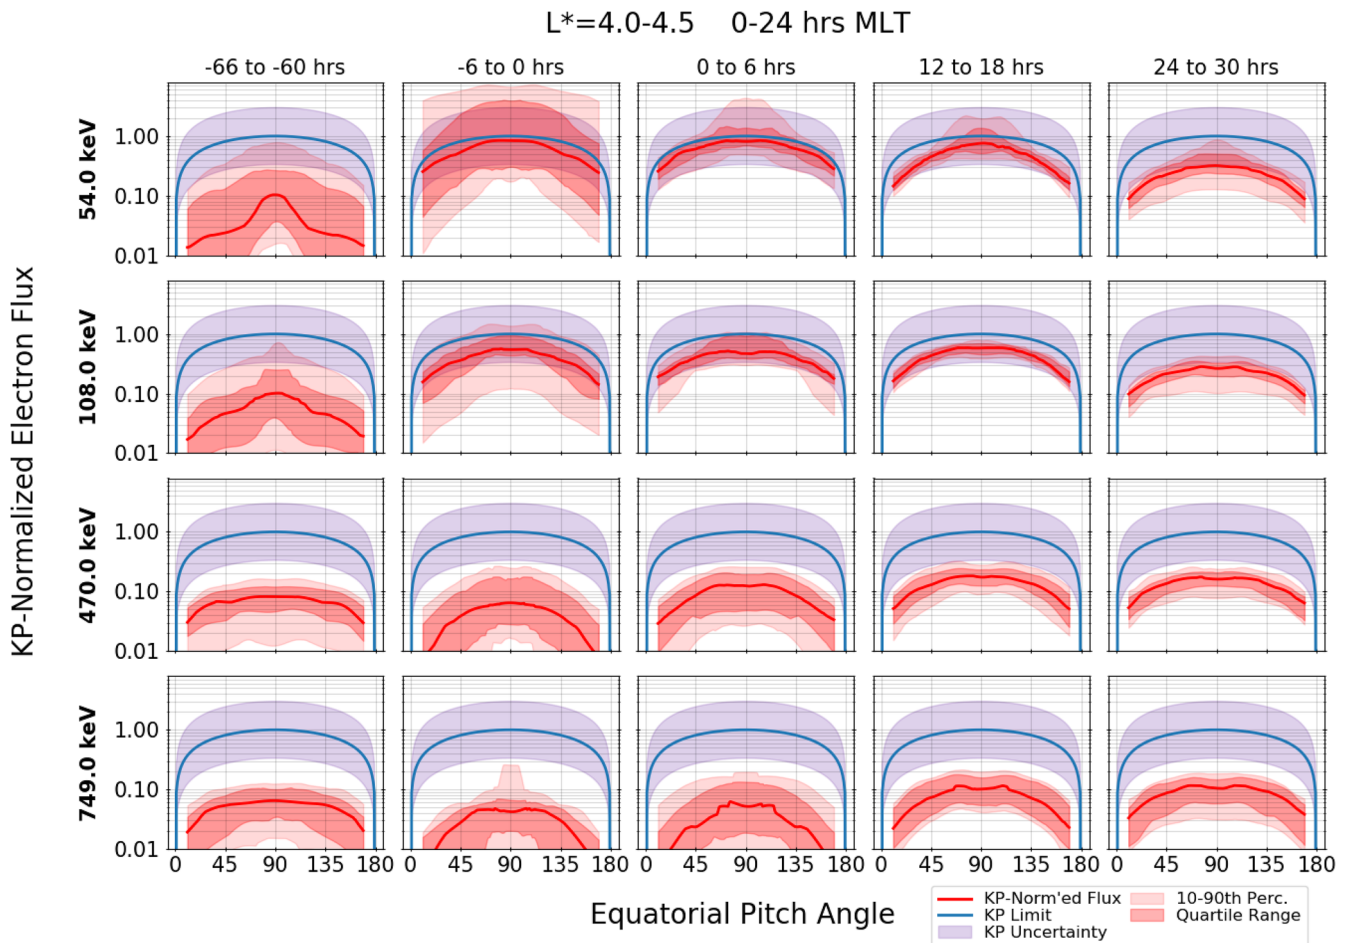 L*=4.0-4.5 0-24 hrs MLT
-66 to -60 hrs -6 to 0 hrs 0 to 6 hrs 12 to 18 hrs 24 to 30 hrs
KP-Normalized Electron Flux
54.0 keV
1.00
0.10
0.01
108.0 keV
1.00
0.10
0.01
470.0 keV
1.00
0.10
0.01
749.0 keV
1.00
0.10
0.01
0 45 90 135 180 0 45 90 135 180 0 45 90 135 180 0 45 90 135 180 0 45 90 135 180
Equatorial Pitch Angle
KP-Norm'ed Flux
KP Limit
KP Uncertainty
10-90th Perc.
Quartile Range